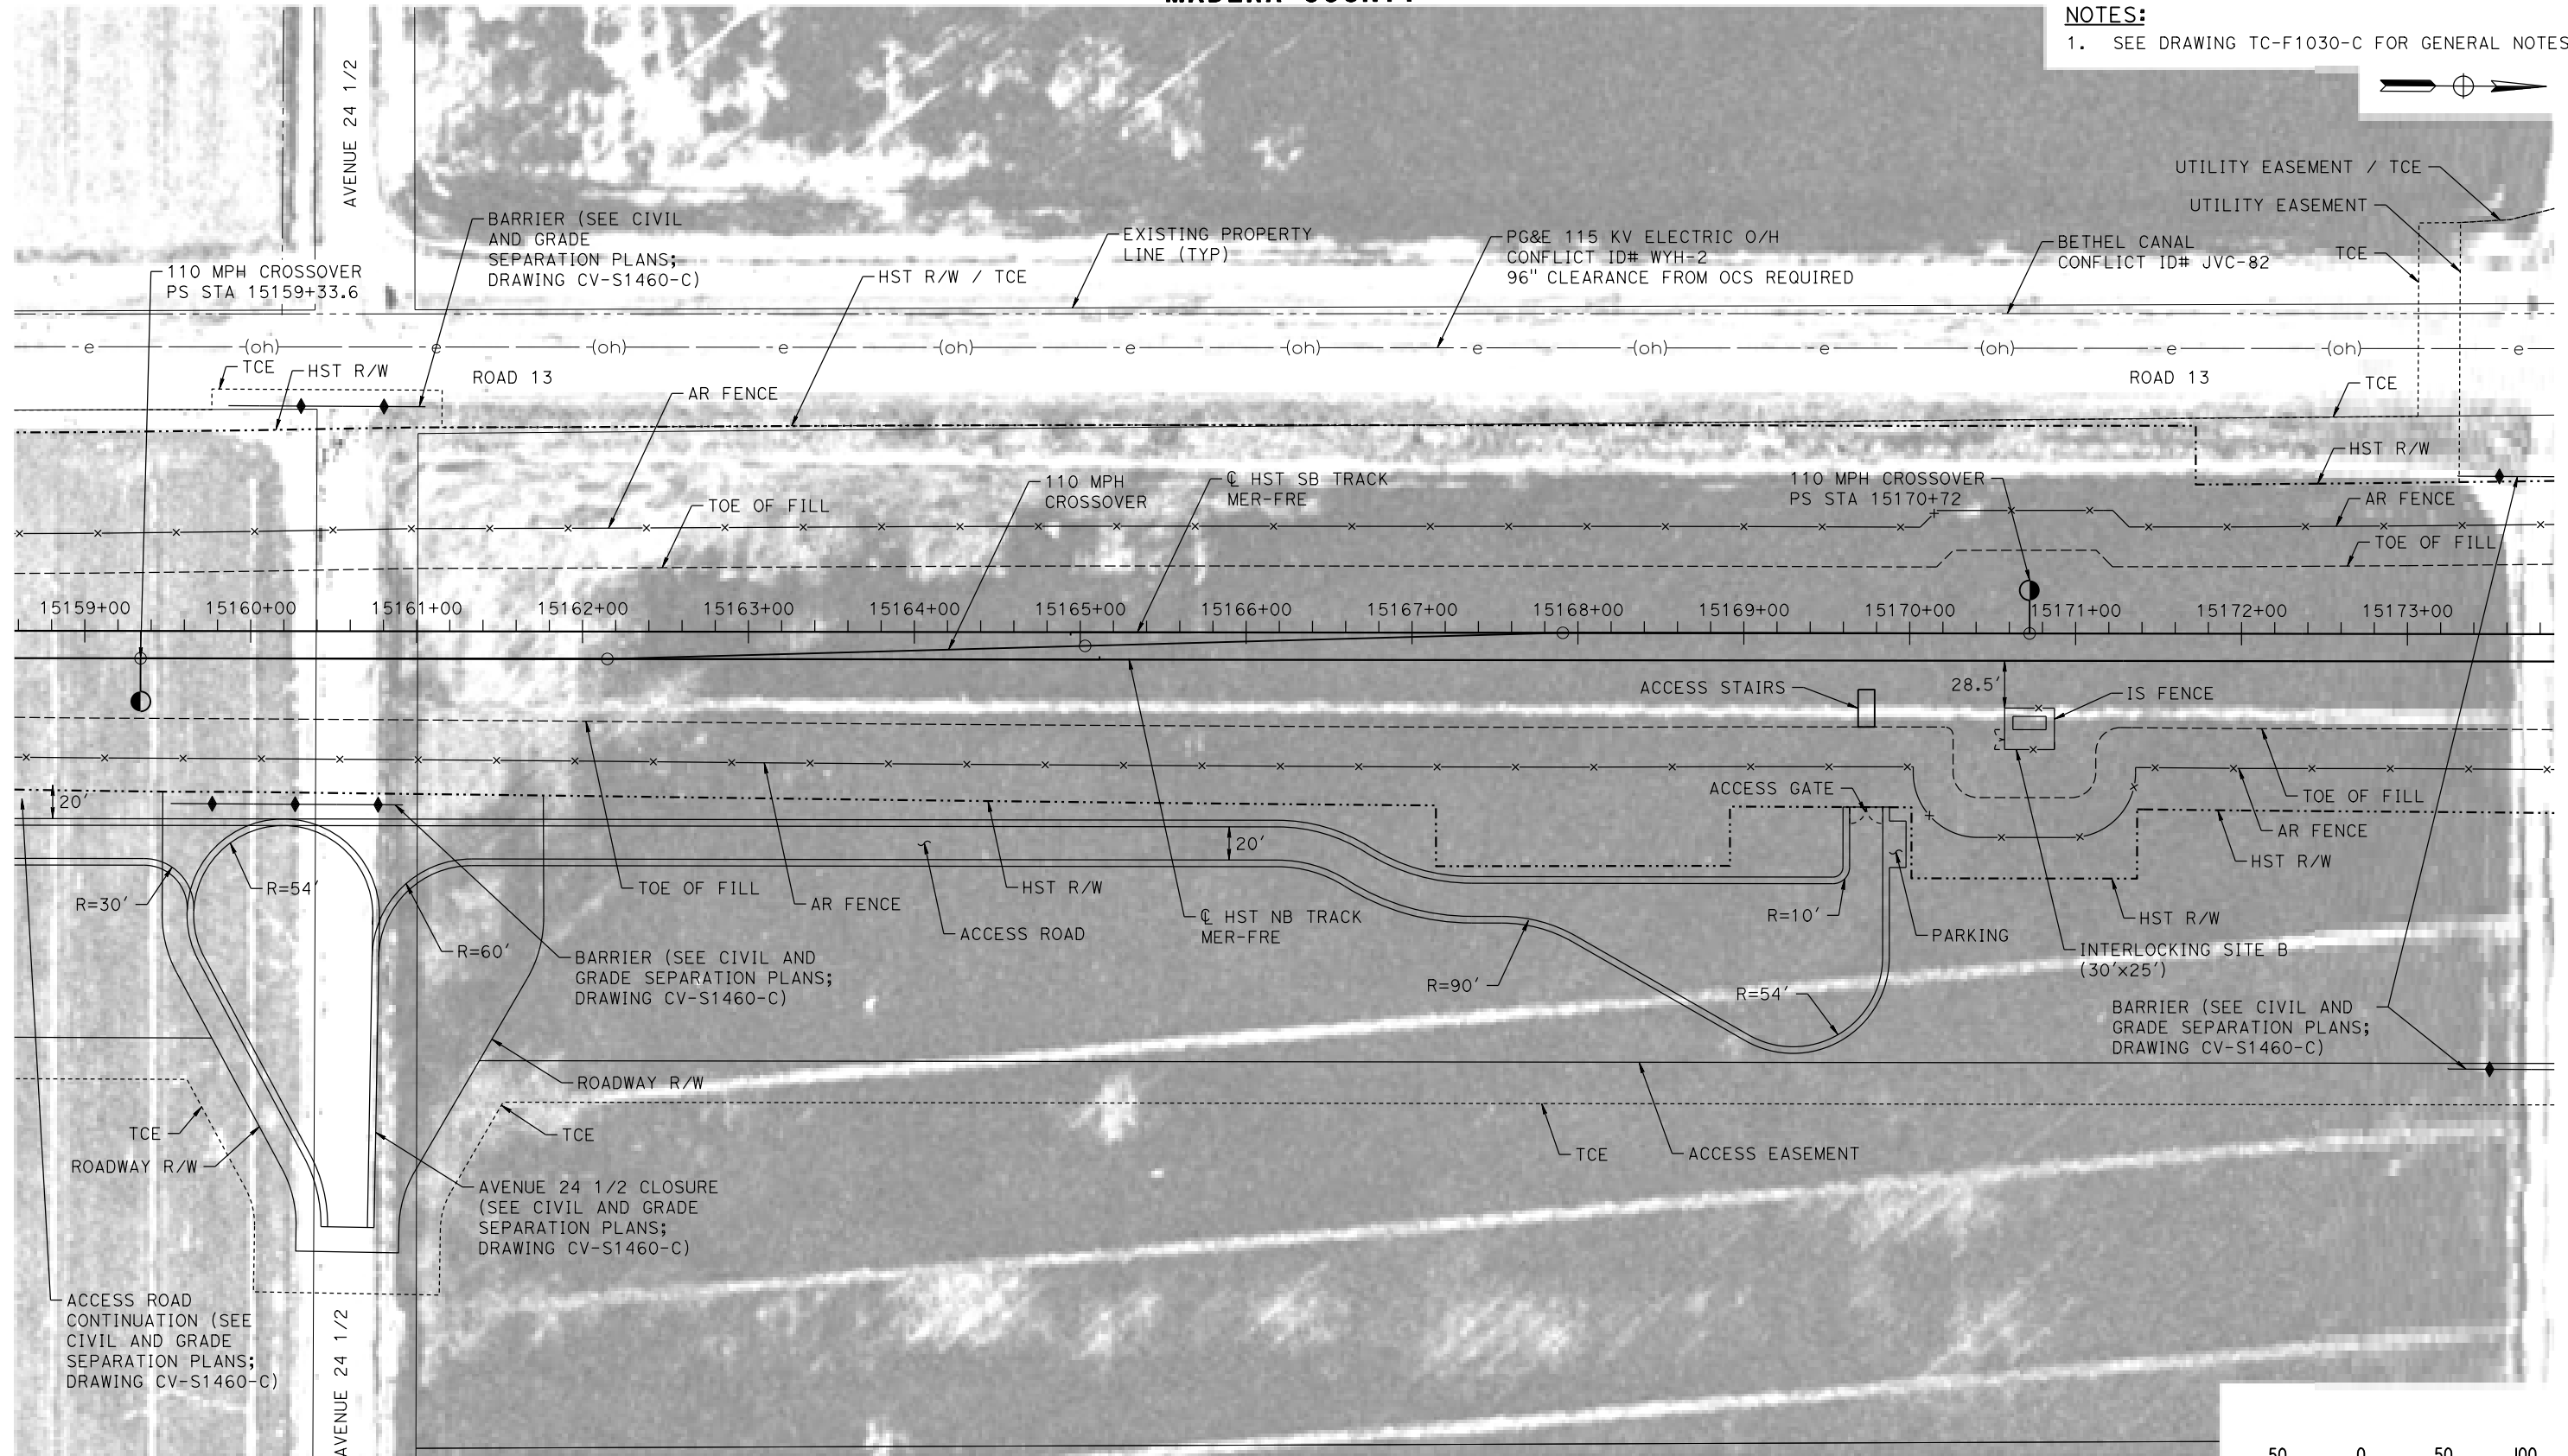 NOTES:
1. SEE DRAWING TC-F1030-C FOR GENERAL NOTES
AVENUE 24 1/2
UTILITY EASEMENT / TCE
UTILITY EASEMENT
TCE
BARRIER (SEE CIVIL
AND GRADE
SEPARATION PLANS;
DRAWING CV-S1460-C)
EXISTING PROPERTY
LINE (TYP)
PG&E 115 KV ELECTRIC O/H
CONFLICT ID# WYH-2
96" CLEARANCE FROM OCS REQUIRED
BETHEL CANAL
CONFLICT ID# JVC-82
110 MPH CROSSOVER
PS STA 15159+33.6
HST R/W / TCE
e (oh) e (oh) e (oh) e (oh) e (oh) e (oh) e (oh) e
TCE
HST R/W
ROAD 13
ROAD 13
TCE
AR FENCE
HST R/W
110 MPH
CROSSOVER
℄ HST SB TRACK
MER-FRE
110 MPH CROSSOVER
PS STA 15170+72
AR FENCE
TOE OF FILL
TOE OF FILL
15159+00 15160+00 15161+00 15162+00 15163+00 15164+00 15165+00 15166+00 15167+00 15168+00 15169+00 15170+00 15171+00 15172+00 15173+00
ACCESS STAIRS
28.5'
IS FENCE
ACCESS GATE
TOE OF FILL
20'
AR FENCE
20'
HST R/W
R=54'
R=30'
TOE OF FILL
AR FENCE
HST R/W
ACCESS ROAD
℄ HST NB TRACK
MER-FRE
R=10'
PARKING
HST R/W
R=60'
BARRIER (SEE CIVIL AND
GRADE SEPARATION PLANS;
DRAWING CV-S1460-C)
INTERLOCKING SITE B
(30'x25')
R=90'
R=54'
BARRIER (SEE CIVIL AND
GRADE SEPARATION PLANS;
DRAWING CV-S1460-C)
ROADWAY R/W
TCE
TCE
TCE
ACCESS EASEMENT
ROADWAY R/W
AVENUE 24 1/2 CLOSURE
(SEE CIVIL AND GRADE
SEPARATION PLANS;
DRAWING CV-S1460-C)
ACCESS ROAD
CONTINUATION (SEE
CIVIL AND GRADE
SEPARATION PLANS;
DRAWING CV-S1460-C)
AVENUE 24 1/2
50 0 50 100